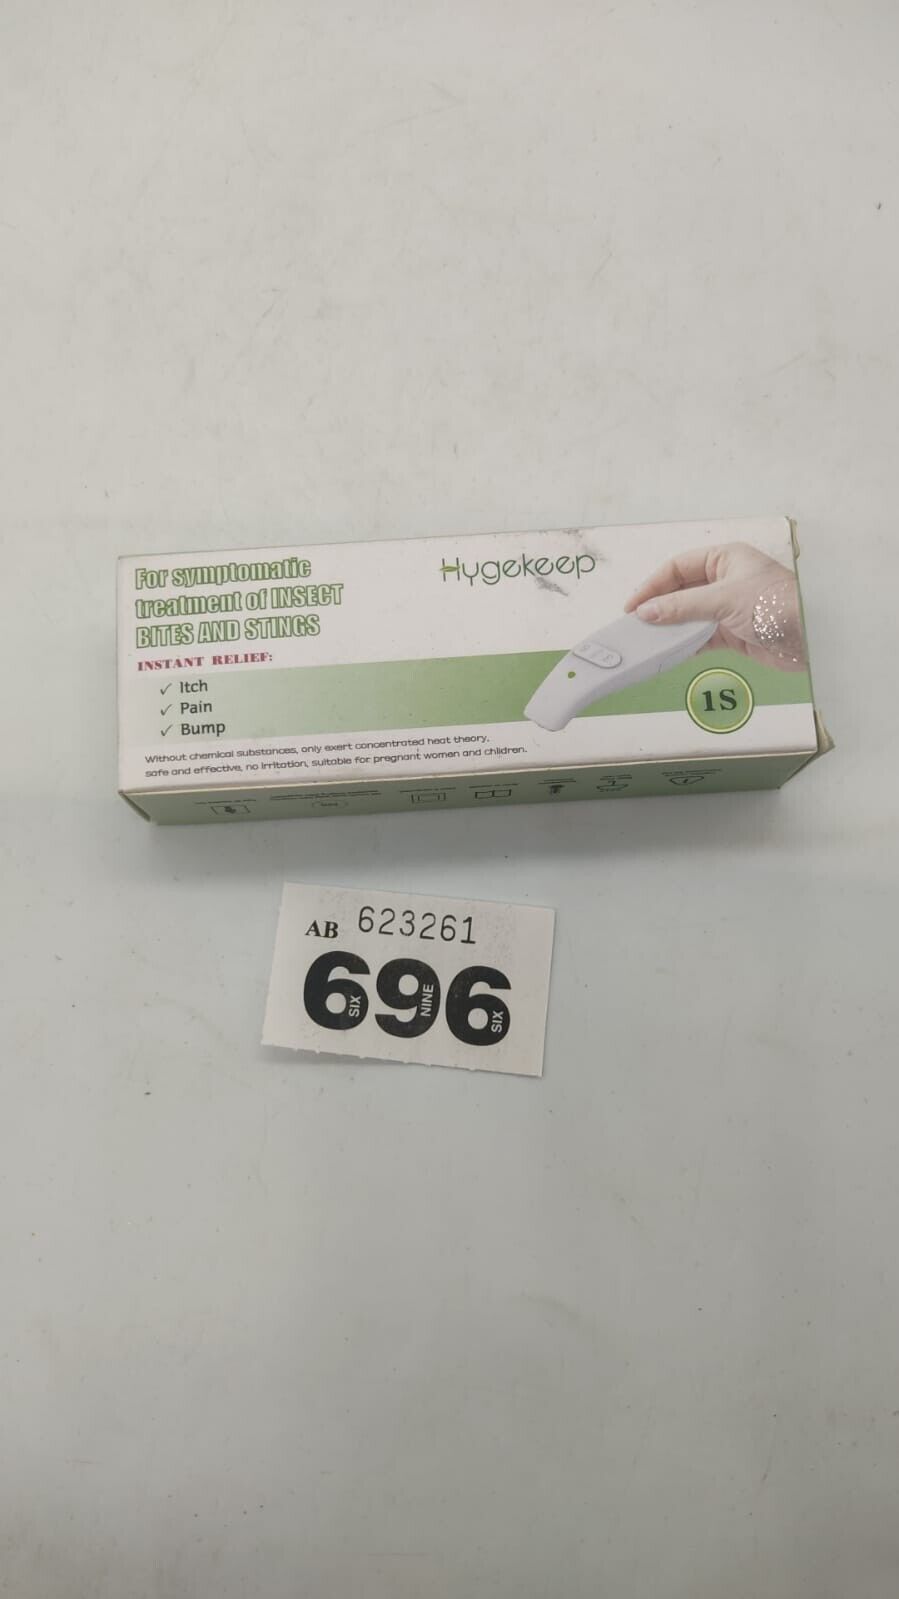 For symptomatic
treatment of INSECT
BITES AND STINGS
INSTANT RELIEF:
✓ Itch
✓ Pain
✓ Bump
Without chemical substances, only exert concentrated heat theory,
safe and effective, no irritation, suitable for pregnant women and children.
Hygekeep
1S
AB 623261
696
SIX
NINE
SIX